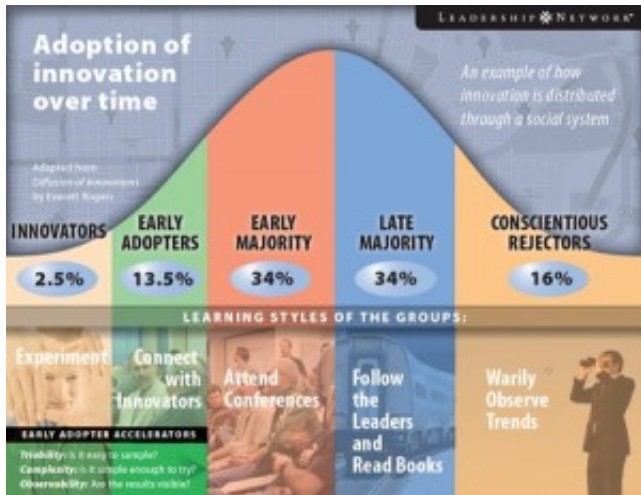 LEADERSHIP NETWORK
Adoption of
innovation
over time
An example of how
innovation is distributed
through a social system
Adapted from
Diffusion of Innovations
by Everett Rogers
INNOVATORS
2.5%
EARLY
ADOPTERS
13.5%
EARLY
MAJORITY
34%
LATE
MAJORITY
34%
CONSCIENTIOUS
REJECTORS
16%
LEARNING STYLES OF THE GROUPS:
Experiment
Connect
with
Innovators
Attend
Conferences
Follow
the
Leaders
and
Read Books
Warily
Observe
Trends
EARLY ADOPTER ACCELERATORS
Trialability: Is it easy to sample?
Complexity: Is it simple enough to try?
Observability: Are the results visible?